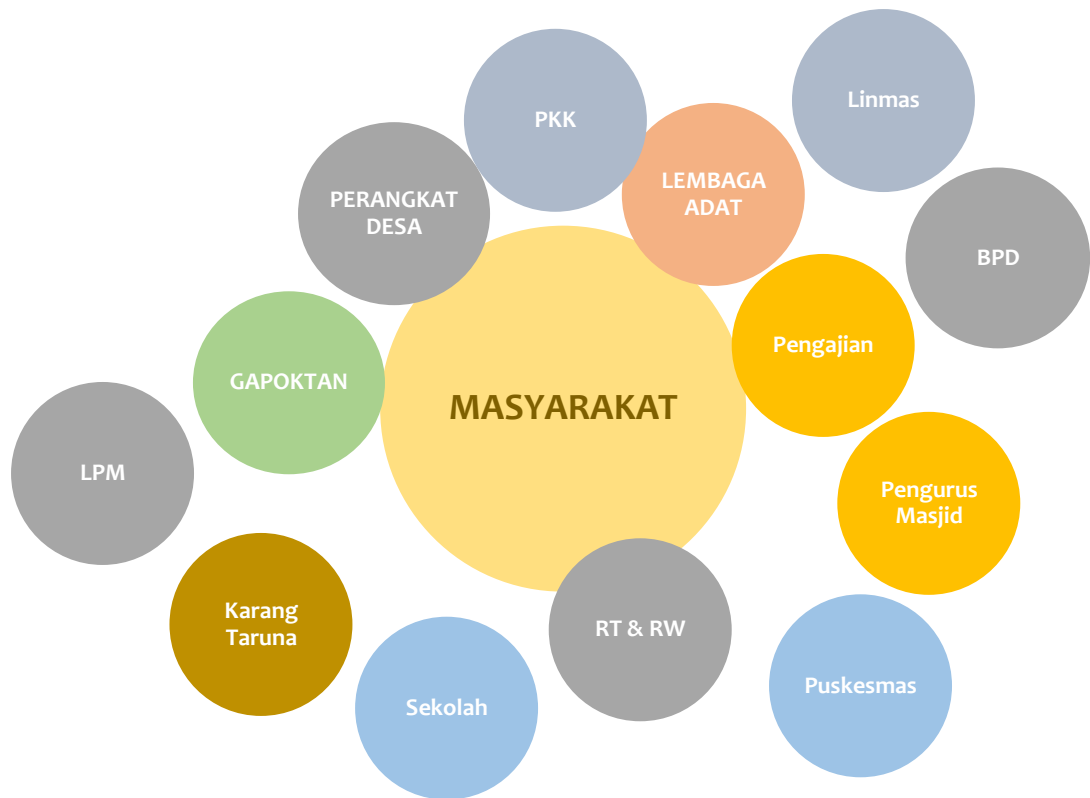 Linmas
PKK
LEMBAGA
ADAT
PERANGKAT
DESA
BPD
Pengajian
GAPOKTAN
MASYARAKAT
LPM
Pengurus
Masjid
Karang
Taruna
RT & RW
Puskesmas
Sekolah